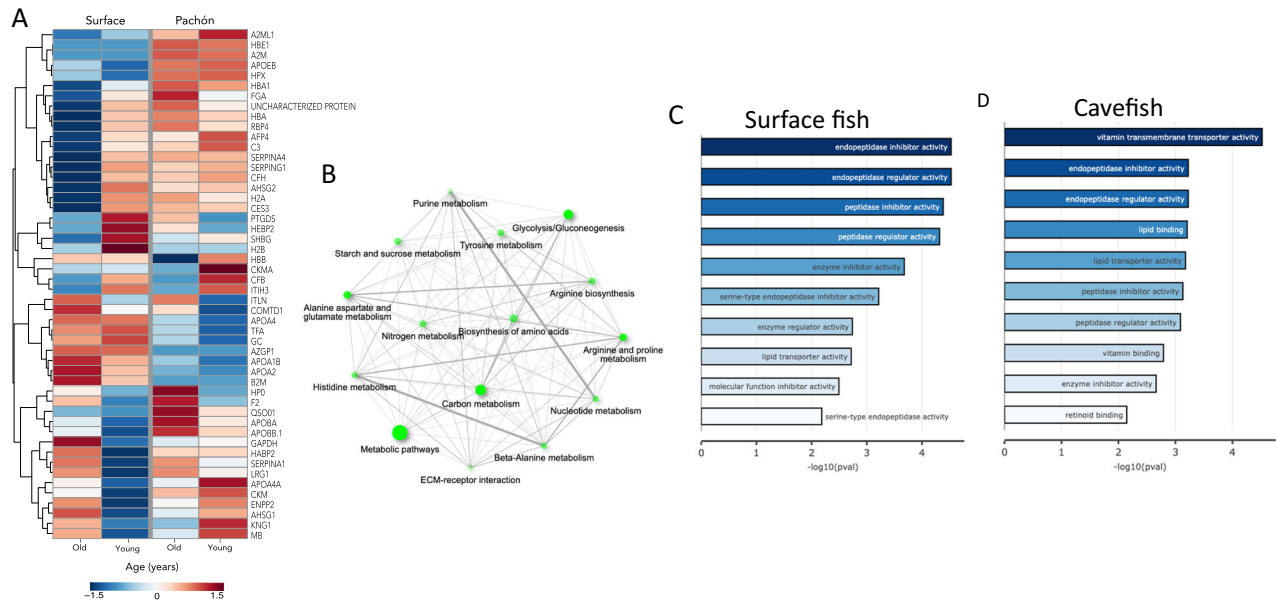 A
Surface
Pachón
A2ML1
HBE1
A2M
APOEB
HPX
HBA1
FGA
UNCHARACTERIZED PROTEIN
HBA
RBP4
AFP4
C3
SERPINA4
SERPING1
CFH
AHSG2
H2A
CES3
PTGDS
HEBP2
SHBG
H2B
HBB
CKMA
CFB
ITIH3
ITLN
COMTD1
APOA4
TFA
GC
AZGP1
APOA1B
APOA2
B2M
HP0
F2
QSO01
APOBA
APOBB.1
GAPDH
HABP2
SERPINA1
LRG1
APOA4A
CKM
ENPP2
AHSG1
KNG1
MB
Old
Young
Old
Young
Age (years)
−1.5
0
1.5
B
Purine metabolism
Glycolysis/Gluconeogenesis
Tyrosine metabolism
Starch and sucrose metabolism
Arginine biosynthesis
Alanine aspartate and
glutamate metabolism
Nitrogen metabolism
Biosynthesis of amino acids
Arginine and proline
metabolism
Histidine metabolism
Carbon metabolism
Nucleotide metabolism
Metabolic pathways
Beta-Alanine metabolism
ECM-receptor interaction
C
Surface fish
endopeptidase inhibitor activity
endopeptidase regulator activity
peptidase inhibitor activity
peptidase regulator activity
enzyme inhibitor activity
serine-type endopeptidase inhibitor activity
enzyme regulator activity
lipid transporter activity
molecular function inhibitor activity
serine-type endopeptidase activity
0
1
2
3
4
-log10(pval)
D
Cavefish
vitamin transmembrane transporter activity
endopeptidase inhibitor activity
endopeptidase regulator activity
lipid binding
lipid transporter activity
peptidase inhibitor activity
peptidase regulator activity
vitamin binding
enzyme inhibitor activity
retinoid binding
0
1
2
3
4
-log10(pval)